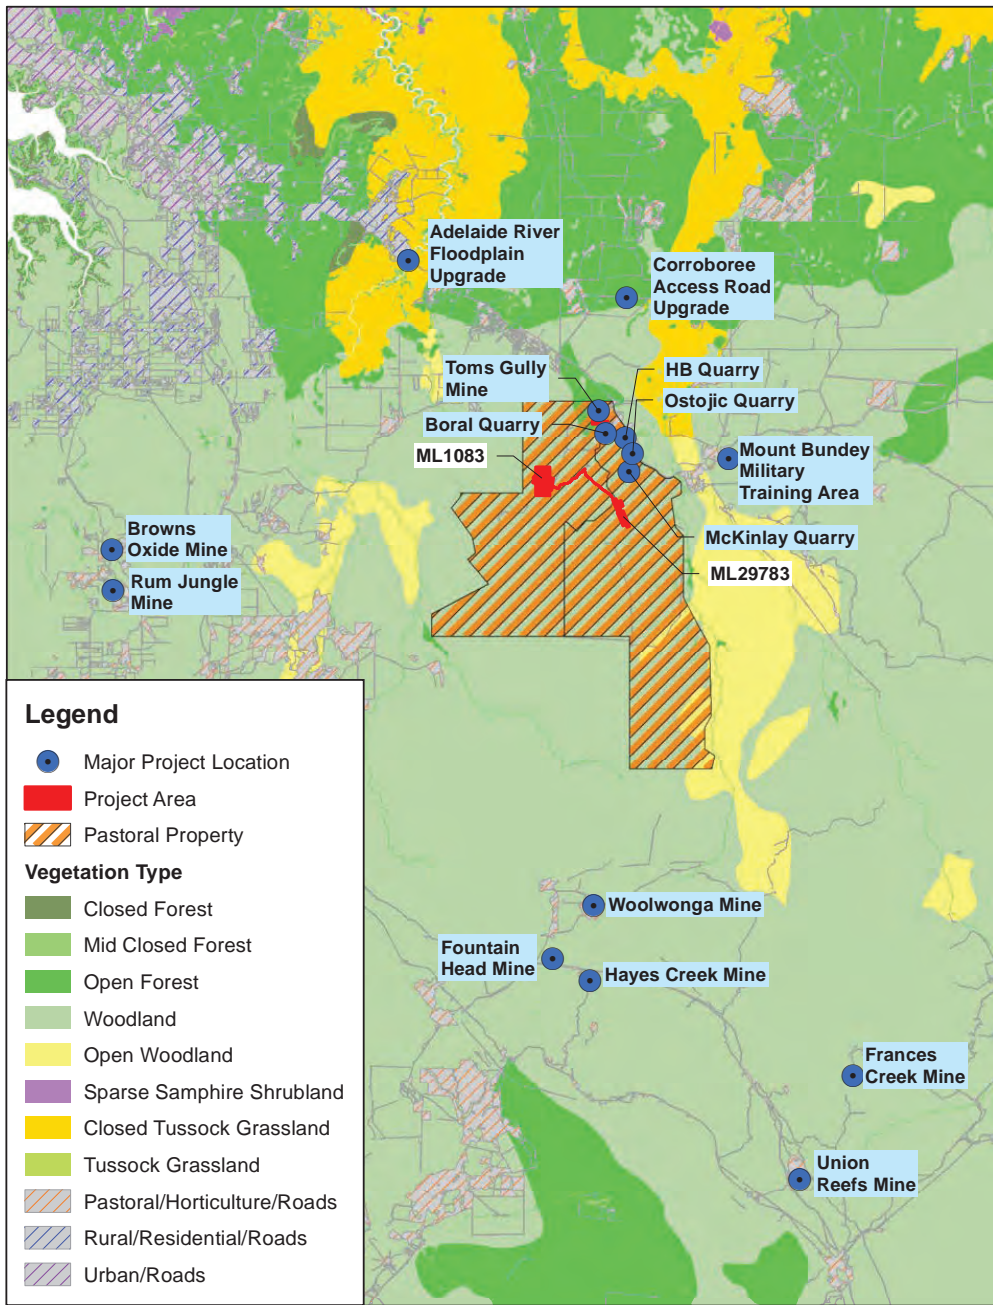 Adelaide River
Floodplain
Upgrade
Corroboree
Access Road
Upgrade
Toms Gully
Mine
HB Quarry
Ostojic Quarry
Boral Quarry
ML1083
Mount Bundey
Military
Training Area
Browns
Oxide Mine
McKinlay Quarry
Rum Jungle
Mine
ML29783
Legend
Major Project Location
Project Area
Pastoral Property
Vegetation Type
Closed Forest
Mid Closed Forest
Open Forest
Woodland
Open Woodland
Sparse Samphire Shrubland
Closed Tussock Grassland
Tussock Grassland
Pastoral/Horticulture/Roads
Rural/Residential/Roads
Urban/Roads
Woolwonga Mine
Fountain
Head Mine
Hayes Creek Mine
Frances
Creek Mine
Union
Reefs Mine